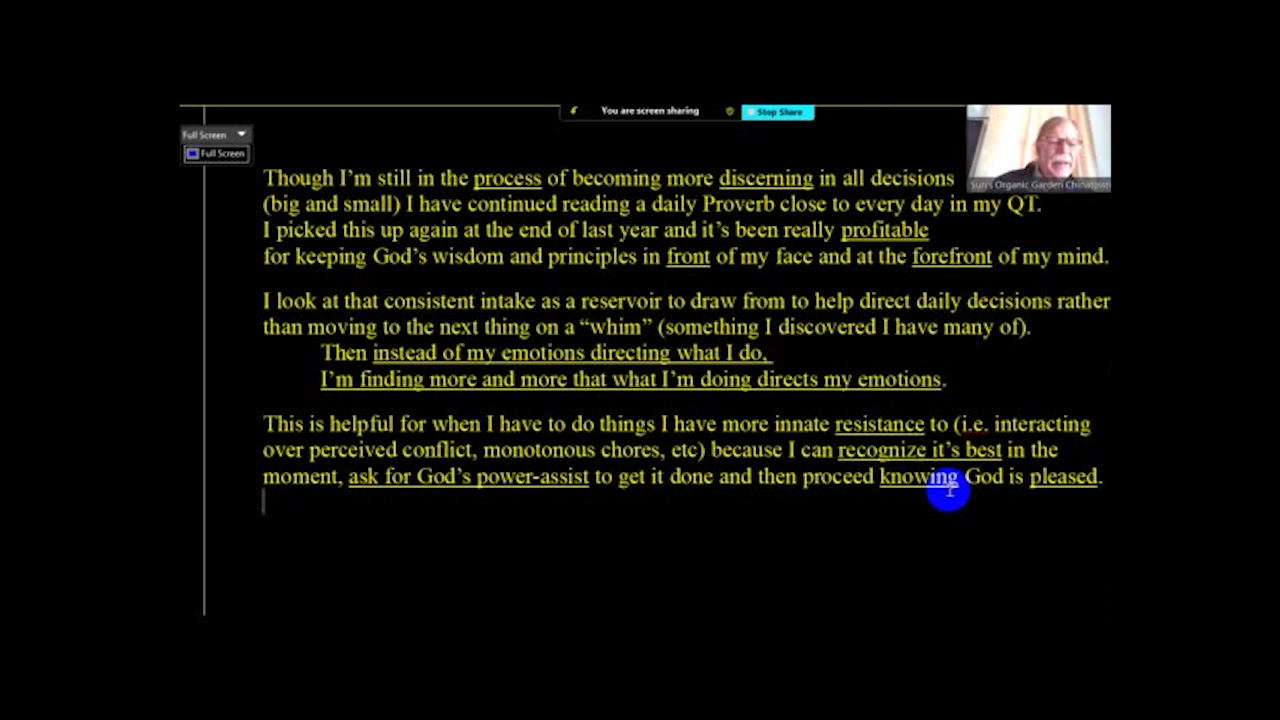 You are screen sharing
Stop Share
Full Screen
Full Screen
Sun's Organic Garden Chinatown
Though I'm still in the process of becoming more discerning in all decisions
(big and small) I have continued reading a daily Proverb close to every day in my QT.
I picked this up again at the end of last year and it's been really profitable
for keeping God's wisdom and principles in front of my face and at the forefront of my mind.
I look at that consistent intake as a reservoir to draw from to help direct daily decisions rather
than moving to the next thing on a “whim” (something I discovered I have many of).
Then instead of my emotions directing what I do,
I'm finding more and more that what I'm doing directs my emotions.
This is helpful for when I have to do things I have more innate resistance to (i.e. interacting
over perceived conflict, monotonous chores, etc) because I can recognize it's best in the
moment, ask for God's power-assist to get it done and then proceed knowing God is pleased.